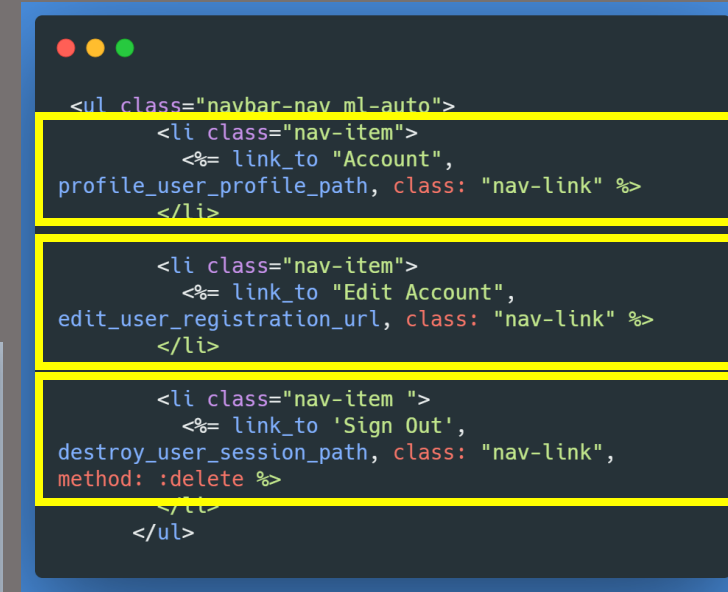 <ul class="navbar-nav ml-auto">
<li class="nav-item">
<%= link_to "Account",
profile_user_profile_path, class: "nav-link" %>
</li>
<li class="nav-item">
<%= link_to "Edit Account",
edit_user_registration_url, class: "nav-link" %>
</li>
<li class="nav-item ">
<%= link_to 'Sign Out',
destroy_user_session_path, class: "nav-link",
method: :delete %>
</li>
</ul>